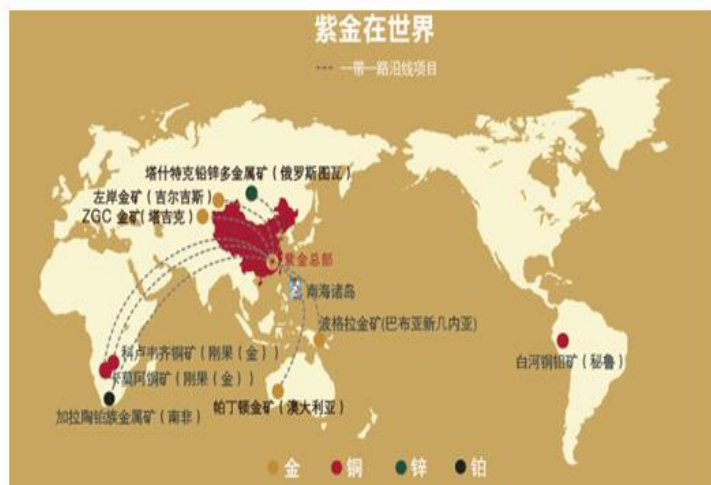 紫金在世界
一带一路沿线项目
塔什特克铅锌多金属矿(俄罗斯图瓦)
左岸金矿(吉尔吉斯)
ZGC 金矿(塔吉克)
紫金总部
南海诸岛
波格拉金矿(巴布亚新几内亚)
科卢韦齐铜矿(刚果(金))
卡莫阿铜矿(刚果(金))
白河铜钼矿(秘鲁)
帕丁顿金矿(澳大利亚)
加拉陶铂族金属矿(南非)
金 铜 锌 铂